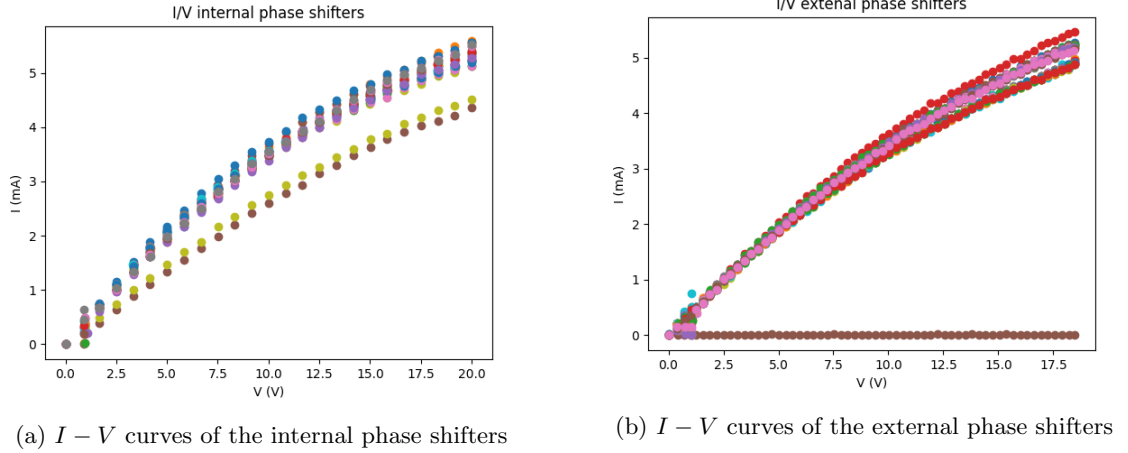 I/V internal phase shifters
I (mA)
5
4
3
2
1
0
0.0 2.5 5.0 7.5 10.0 12.5 15.0 17.5 20.0
V (V)
(a) I − V curves of the internal phase shifters
I/V extenal phase shifters
I (mA)
5
4
3
2
1
0
0.0 2.5 5.0 7.5 10.0 12.5 15.0 17.5
V (V)
(b) I − V curves of the external phase shifters